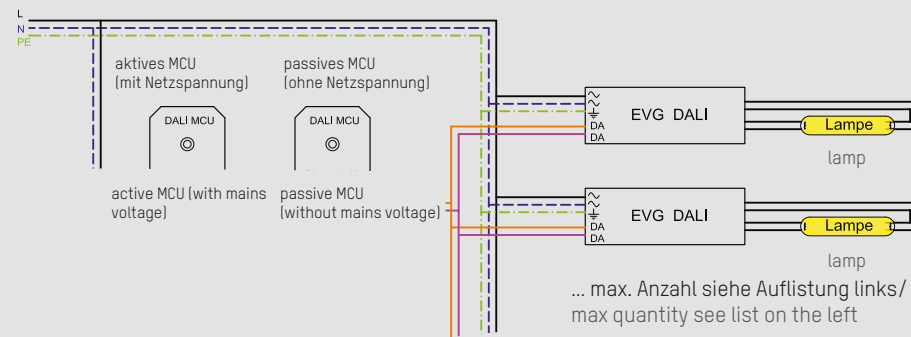 L
N
PE
aktives MCU
(mit Netzspannung)
passives MCU
(ohne Netzspannung)
DALI MCU
DALI MCU
active MCU (with mains
voltage)
passive MCU
(without mains voltage)
EVG DALI
DA
DA
Lampe
lamp
EVG DALI
DA
DA
Lampe
lamp
... max. Anzahl siehe Auflistung links/
max quantity see list on the left